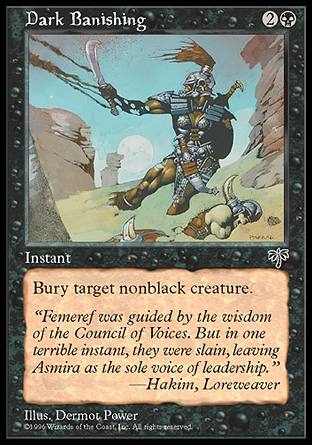 Dark Banishing 2
Instant
Bury target nonblack creature.
“Femeref was guided by the wisdom
of the Council of Voices. But in one
terrible instant, they were slain, leaving
Asmira as the sole voice of leadership.”
—Hakim, Loreweaver
Illus. Dermot Power
©1996 Wizards of the Coast, Inc. All rights reserved.